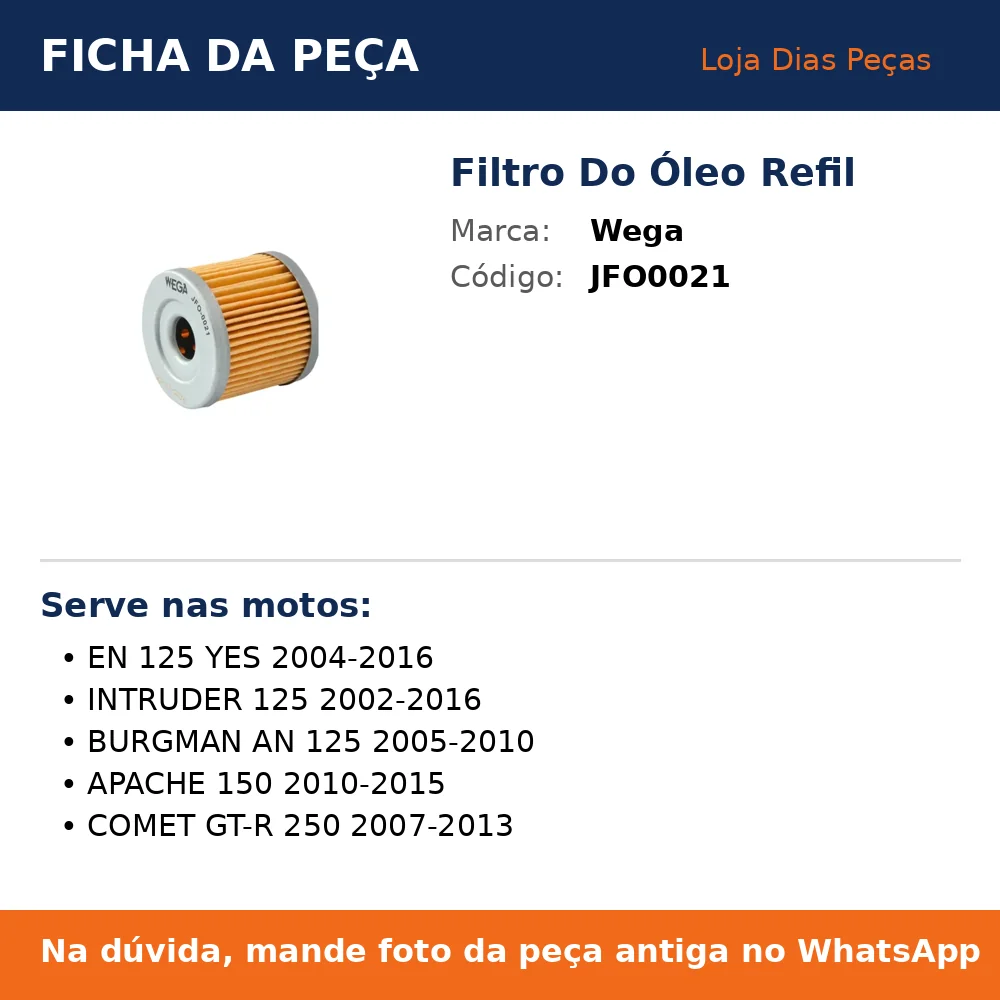 FICHA DA PEÇA
Loja Dias Peças
Filtro Do Óleo Refil
Marca: Wega
Código: JFO0021
WEGA
JFO-0021
Serve nas motos:
• EN 125 YES 2004-2016
• INTRUDER 125 2002-2016
• BURGMAN AN 125 2005-2010
• APACHE 150 2010-2015
• COMET GT-R 250 2007-2013
Na dúvida, mande foto da peça antiga no WhatsApp